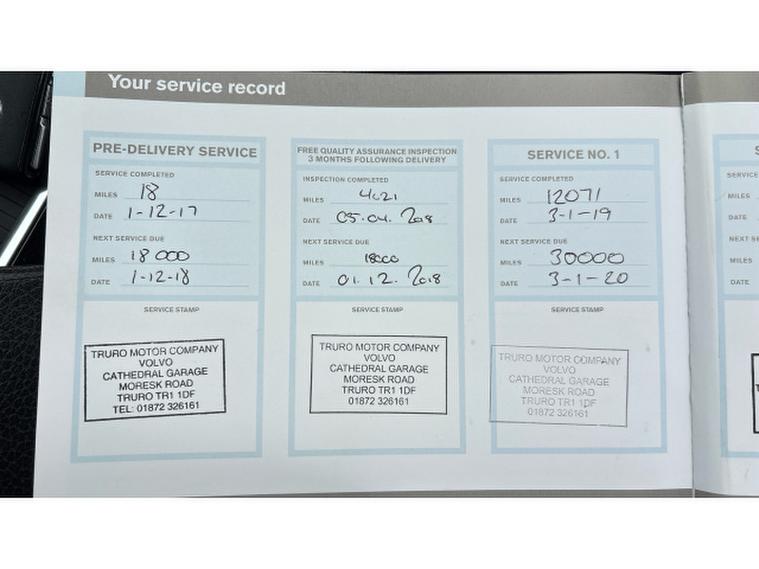 Your service record
PRE-DELIVERY SERVICE
SERVICE COMPLETED
MILES 18
DATE 1-12-17
NEXT SERVICE DUE
MILES 18000
DATE 1-12-18
SERVICE STAMP
TRURO MOTOR COMPANY
VOLVO
CATHEDRAL GARAGE
MORESK ROAD
TRURO TR1 1DF
TEL: 01872 326161
FREE QUALITY ASSURANCE INSPECTION
3 MONTHS FOLLOWING DELIVERY
INSPECTION COMPLETED
MILES 4021
DATE 05.04.2018
NEXT SERVICE DUE
MILES 18000
DATE 01.12.2018
SERVICE STAMP
TRURO MOTOR COMPANY
VOLVO
CATHEDRAL GARAGE
MORESK ROAD
TRURO TR1 1DF
01872 326161
SERVICE NO. 1
SERVICE COMPLETED
MILES 12071
DATE 3-1-19
NEXT SERVICE DUE
MILES 30000
DATE 3-1-20
SERVICE STAMP
TRURO MOTOR COMPANY
VOLVO
CATHEDRAL GARAGE
MORESK ROAD
TRURO TR1 1DF
01872 326161
MILES
DATE
MILES
DATE